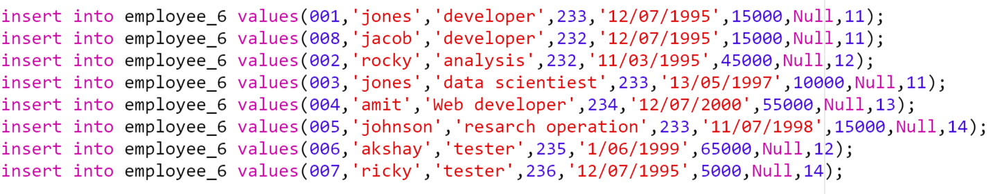 insert into employee_6 values(001,'jones','developer',233,'12/07/1995',15000,Null,11);
insert into employee_6 values(008,'jacob','developer',232,'12/07/1995',15000,Null,11);
insert into employee_6 values(002,'rocky','analysis',232,'11/03/1995',45000,Null,12);
insert into employee_6 values(003,'jones','data scientiest',233,'13/05/1997',10000,Null,11);
insert into employee_6 values(004,'amit','Web developer',234,'12/07/2000',55000,Null,13);
insert into employee_6 values(005,'johnson','resarch operation',233,'11/07/1998',15000,Null,14);
insert into employee_6 values(006,'akshay','tester',235,'1/06/1999',65000,Null,12);
insert into employee_6 values(007,'ricky','tester',236,'12/07/1995',5000,Null,14);